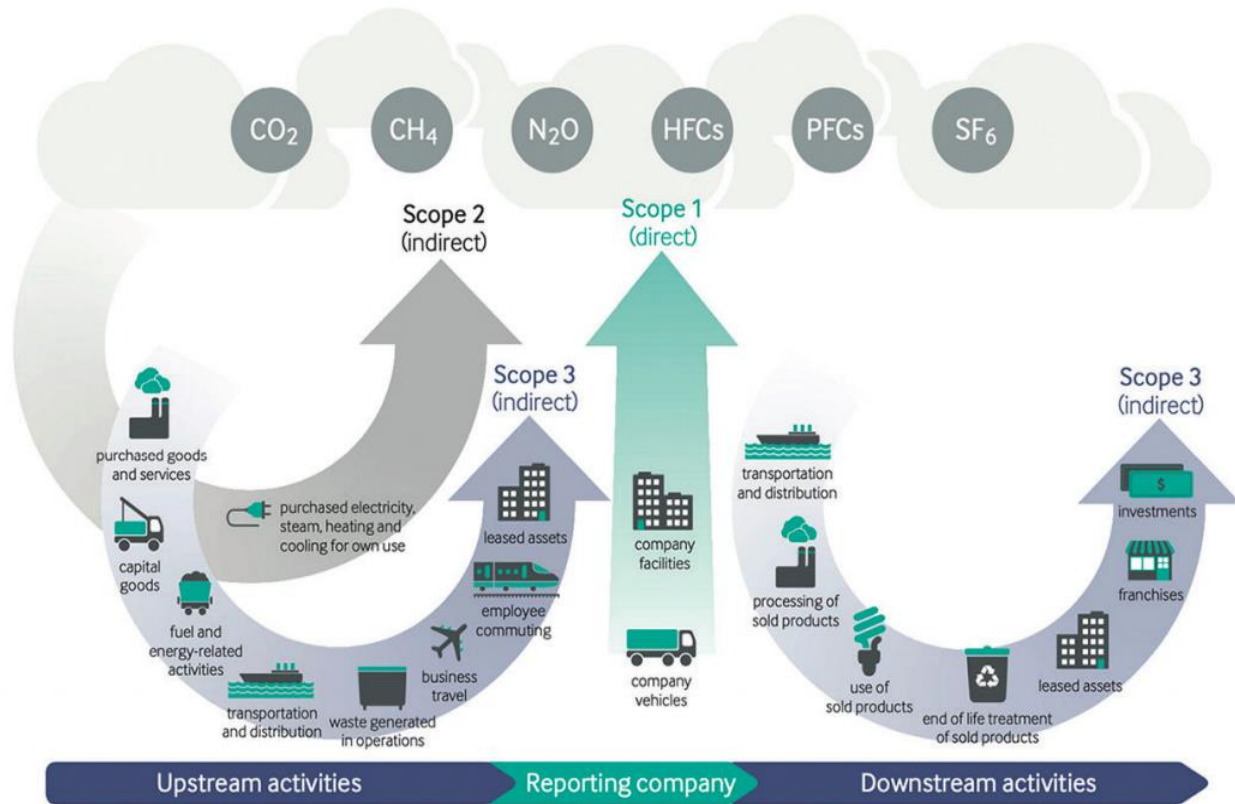 CO₂
CH₄
N₂O
HFCs
PFCs
SF₆
Scope 2
(indirect)
Scope 1
(direct)
Scope 3
(indirect)
Scope 3
(indirect)
purchased goods
and services
capital
goods
fuel and
energy-related
activities
transportation
and distribution
waste generated
in operations
business
travel
employee
commuting
leased assets
purchased electricity,
steam, heating and
cooling for own use
company
facilities
company
vehicles
transportation
and distribution
processing of
sold products
use of
sold products
end of life treatment
of sold products
leased assets
franchises
$
investments
Upstream activities
Reporting company
Downstream activities